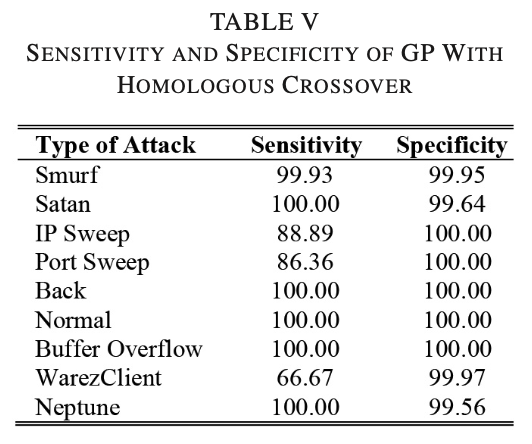 TABLE V
SENSITIVITY AND SPECIFICITY OF GP WITH
HOMOLOGOUS CROSSOVER
Type of Attack Sensitivity Specificity
Smurf 99.93 99.95
Satan 100.00 99.64
IP Sweep 88.89 100.00
Port Sweep 86.36 100.00
Back 100.00 100.00
Normal 100.00 100.00
Buffer Overflow 100.00 100.00
WarezClient 66.67 99.97
Neptune 100.00 99.56